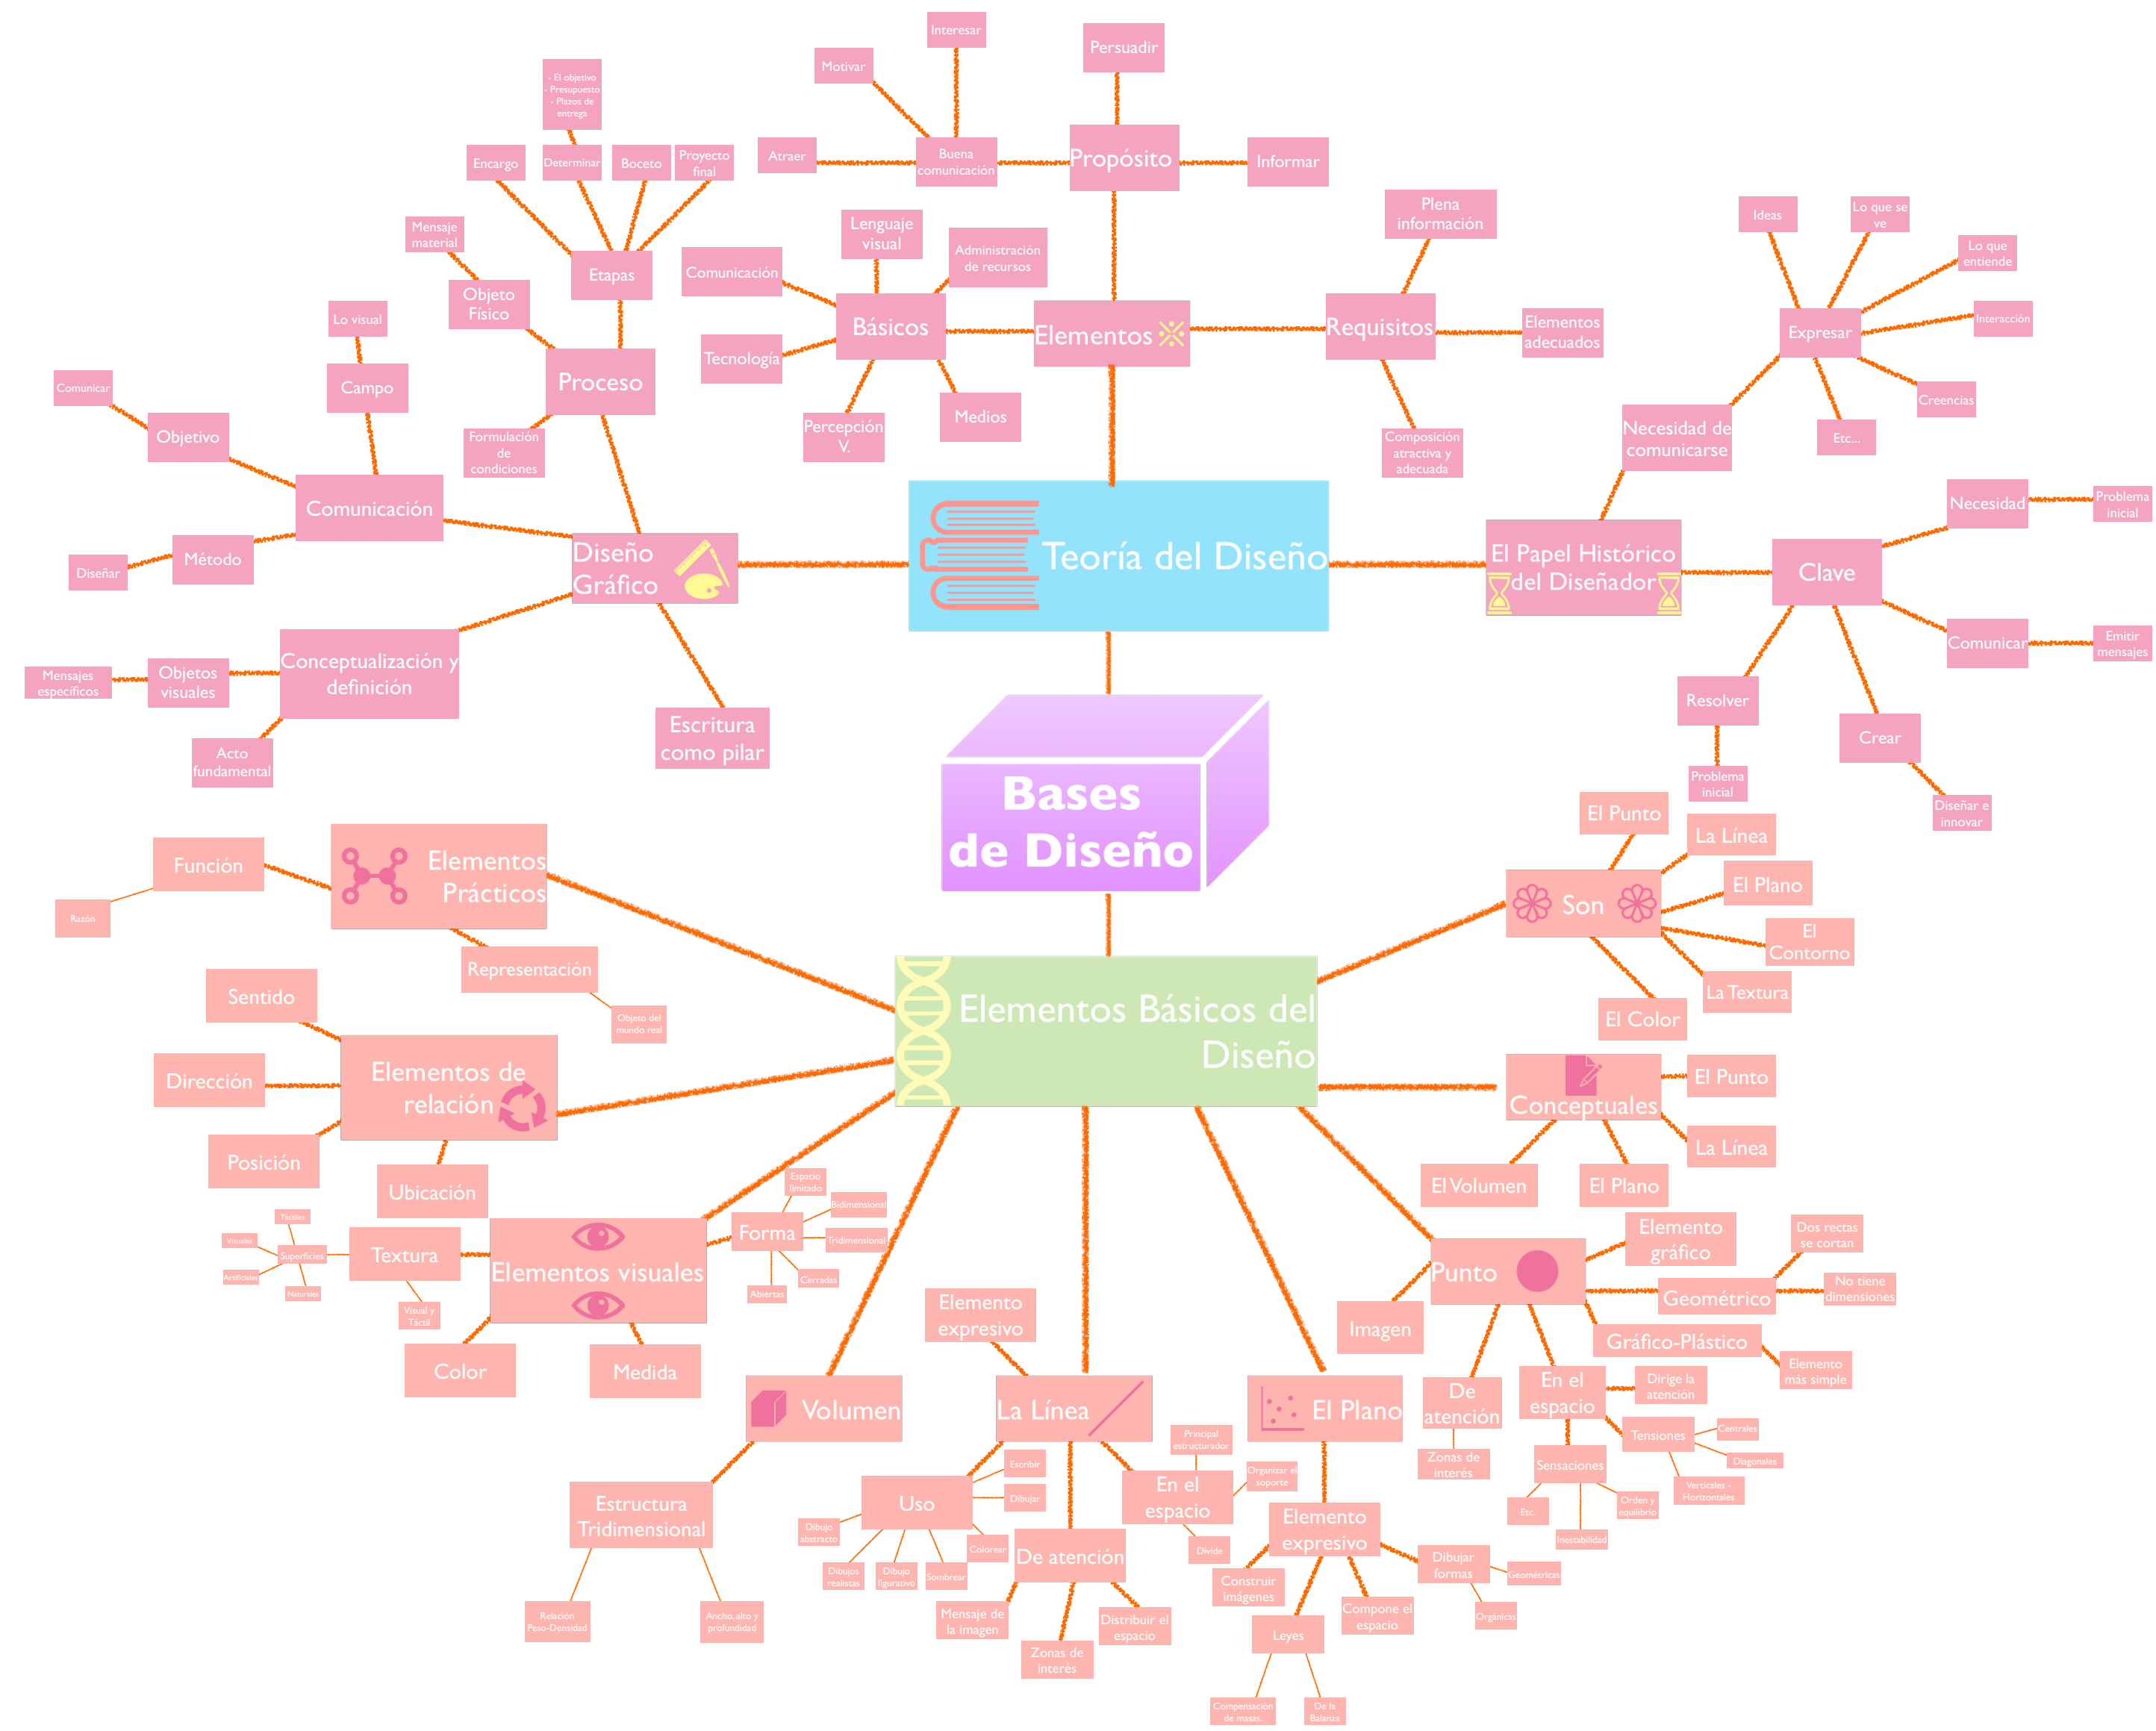 Interesar
Persuadir
Motivar
- El objetivo
- Presupuesto
- Plazos de
entrega
Encargo
Determinar
Boceto
Proyecto
final
Atraer
Buena
comunicación
Propósito
Informar
Mensaje
material
Etapas
Objeto
Físico
Lo visual
Proceso
Campo
Formulación
de
condiciones
Comunicar
Objetivo
Comunicación
Método
Diseñar
Lenguaje
visual
Administración
de recursos
Comunicación
Básicos
Tecnología
Percepción
V.
Medios
Elementos
Plena
información
Requisitos
Elementos
adecuados
Composición
atractiva y
adecuada
Ideas
Lo que se
ve
Lo que
entiende
Interacción
Expresar
Creencias
Etc...
Necesidad de
comunicarse
Necesidad
Problema
inicial
Diseño
Gráfico
Teoría del Diseño
El Papel Histórico
del Diseñador
Clave
Comunicar
Emitir
mensajes
Resolver
Problema
inicial
Crear
Diseñar e
innovar
Conceptualización y
definición
Objetos
visuales
Mensajes
específicos
Acto
fundamental
Escritura
como pilar
Bases
de Diseño
Función
Razón
Elementos
Prácticos
Representación
Objeto del
mundo real
El Punto
La Línea
El Plano
Son
El
Contorno
La Textura
El Color
Elementos Básicos del
Diseño
Sentido
Dirección
Elementos de
relación
Posición
Ubicación
Conceptuales
El Punto
La Línea
El Volumen
El Plano
Espacio
limitado
Bidimensional
Forma
Tridimensional
Cerradas
Abiertas
Táctiles
Visuales
Superficies
Artificiales
Naturales
Textura
Visual y
Táctil
Elementos visuales
Color
Medida
Elemento
gráfico
Dos rectas
se cortan
Punto
Geométrico
No tiene
dimensiones
Imagen
Gráfico-Plástico
Elemento
más simple
De
atención
Zonas de
interés
En el
espacio
Dirige la
atención
Tensiones
Centrales
Diagonales
Verticales -
Horizontales
Sensaciones
Orden y
equilibrio
Etc.
Inestabilidad
Elemento
expresivo
Volumen
La Línea
El Plano
Estructura
Tridimensional
Relación
Peso-Densidad
Ancho, alto y
profundidad
Uso
Escribir
Dibujar
Dibujo
abstracto
Dibujos
realistas
Dibujo
figurativo
Sombrear
Colorear
De atención
Mensaje de
la imagen
Zonas de
interés
Distribuir el
espacio
Principal
estructurador
Organizar el
soporte
En el
espacio
Divide
Elemento
expresivo
Construir
imágenes
Leyes
Compensación
de masas.
De la
Balanza
Compone el
espacio
Dibujar
formas
Geométricas
Orgánicas